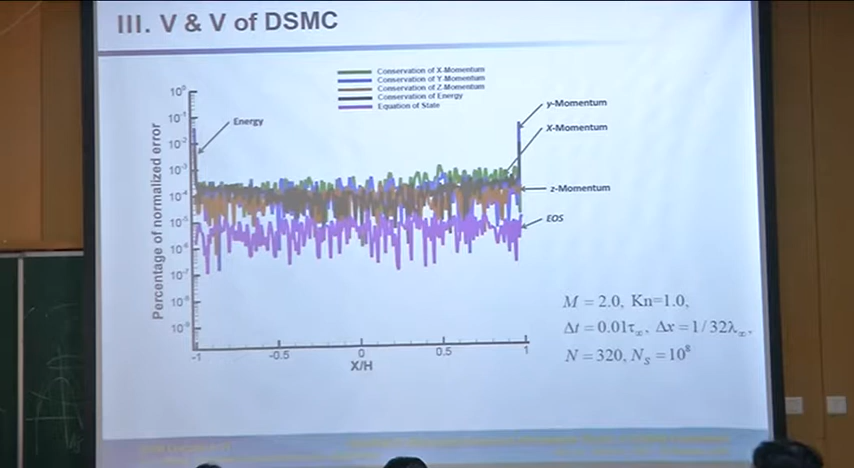 III. V & V of DSMC
Conservation of X-Momentum
Conservation of Y-Momentum
Conservation of Z-Momentum
Conservation of Energy
Equation of State
Percentage of normalized error
10⁰
10⁻¹
10⁻²
10⁻³
10⁻⁴
10⁻⁵
10⁻⁶
10⁻⁷
10⁻⁸
10⁻⁹
Energy
y-Momentum
X-Momentum
z-Momentum
EOS
-1 -0.5 0 0.5 1
X/H
M = 2.0, Kn=1.0,
Δt = 0.01τ∞, Δx = 1/32λ∞,
N = 320, N_S = 10⁸